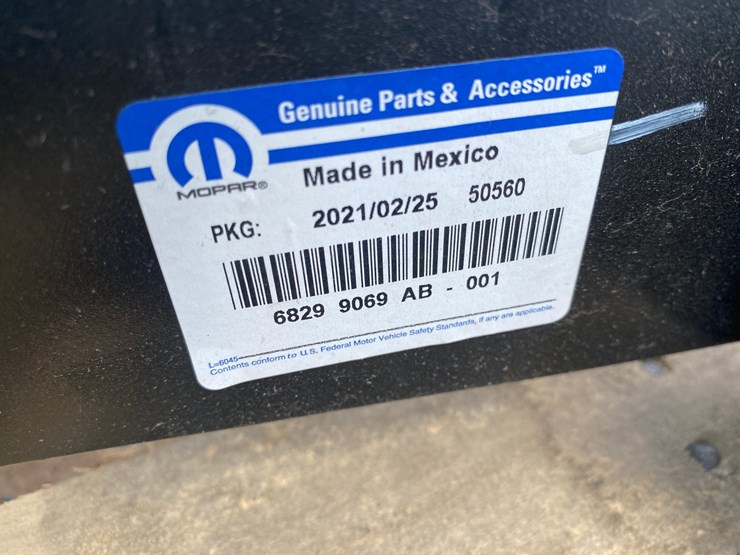 Genuine Parts & Accessories™
MOPAR®
Made in Mexico
PKG: 2021/02/25 50560
6829 9069 AB - 001
L-6045
Contents conform to U.S. Federal Motor Vehicle Safety Standards, if any are applicable.